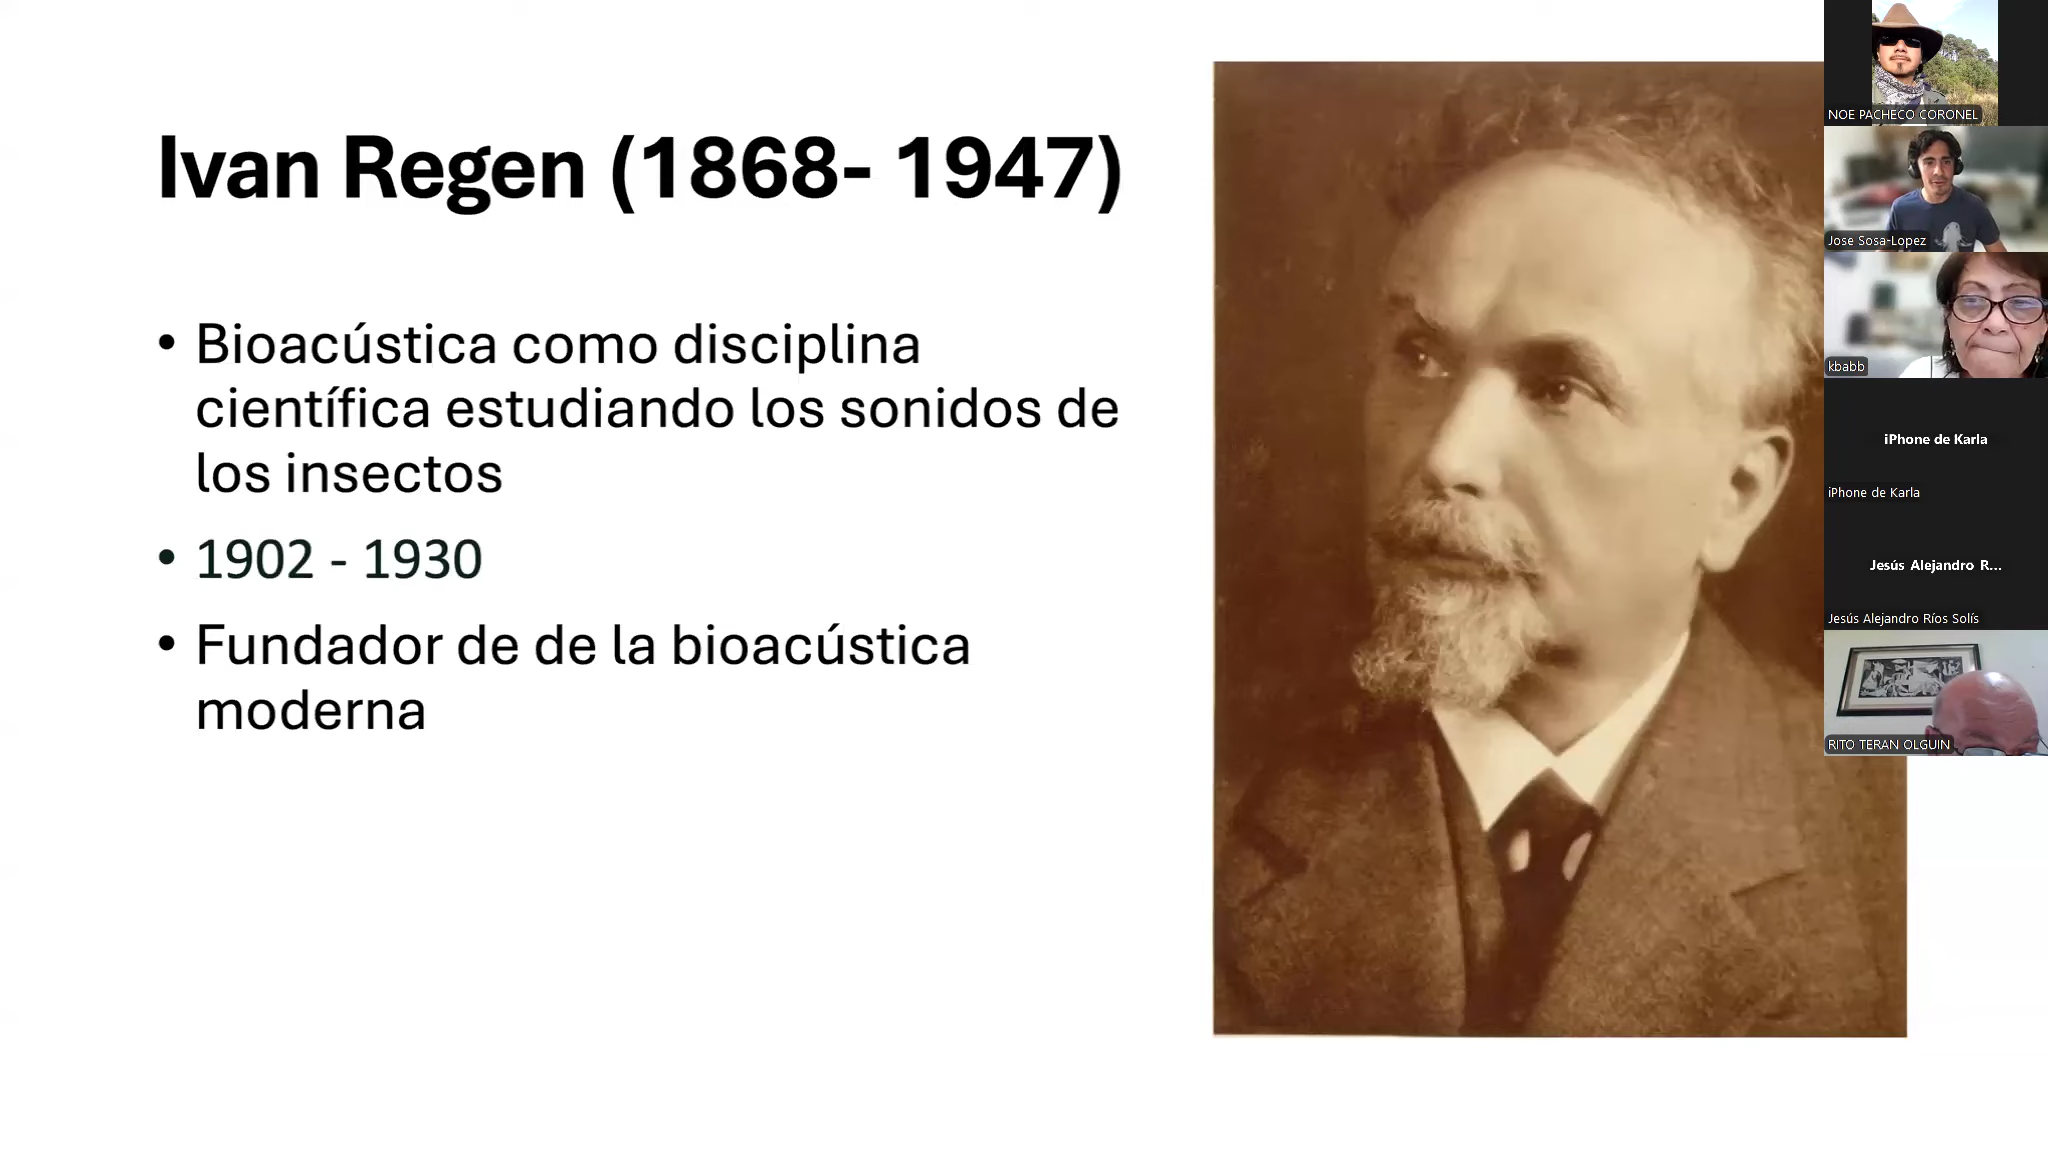 Ivan Regen (1868- 1947)
• Bioacústica como disciplina
científica estudiando los sonidos de
los insectos
• 1902 - 1930
• Fundador de de la bioacústica
moderna
NOE PACHECO CORONEL
Jose Sosa-Lopez
kbabb
iPhone de Karla
iPhone de Karla
Jesús Alejandro R...
Jesús Alejandro Ríos Solís
RITO TERAN OLGUIN